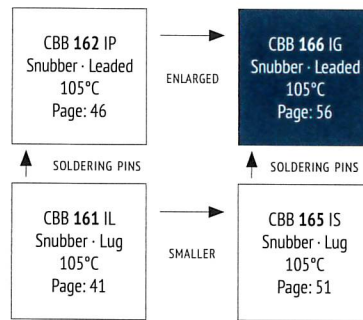 CBB 162 IP
Snubber · Leaded
105°C
Page: 46
ENLARGED
CBB 166 IG
Snubber · Leaded
105°C
Page: 56
SOLDERING PINS
SOLDERING PINS
CBB 161 IL
Snubber · Lug
105°C
Page: 41
SMALLER
CBB 165 IS
Snubber · Lug
105°C
Page: 51